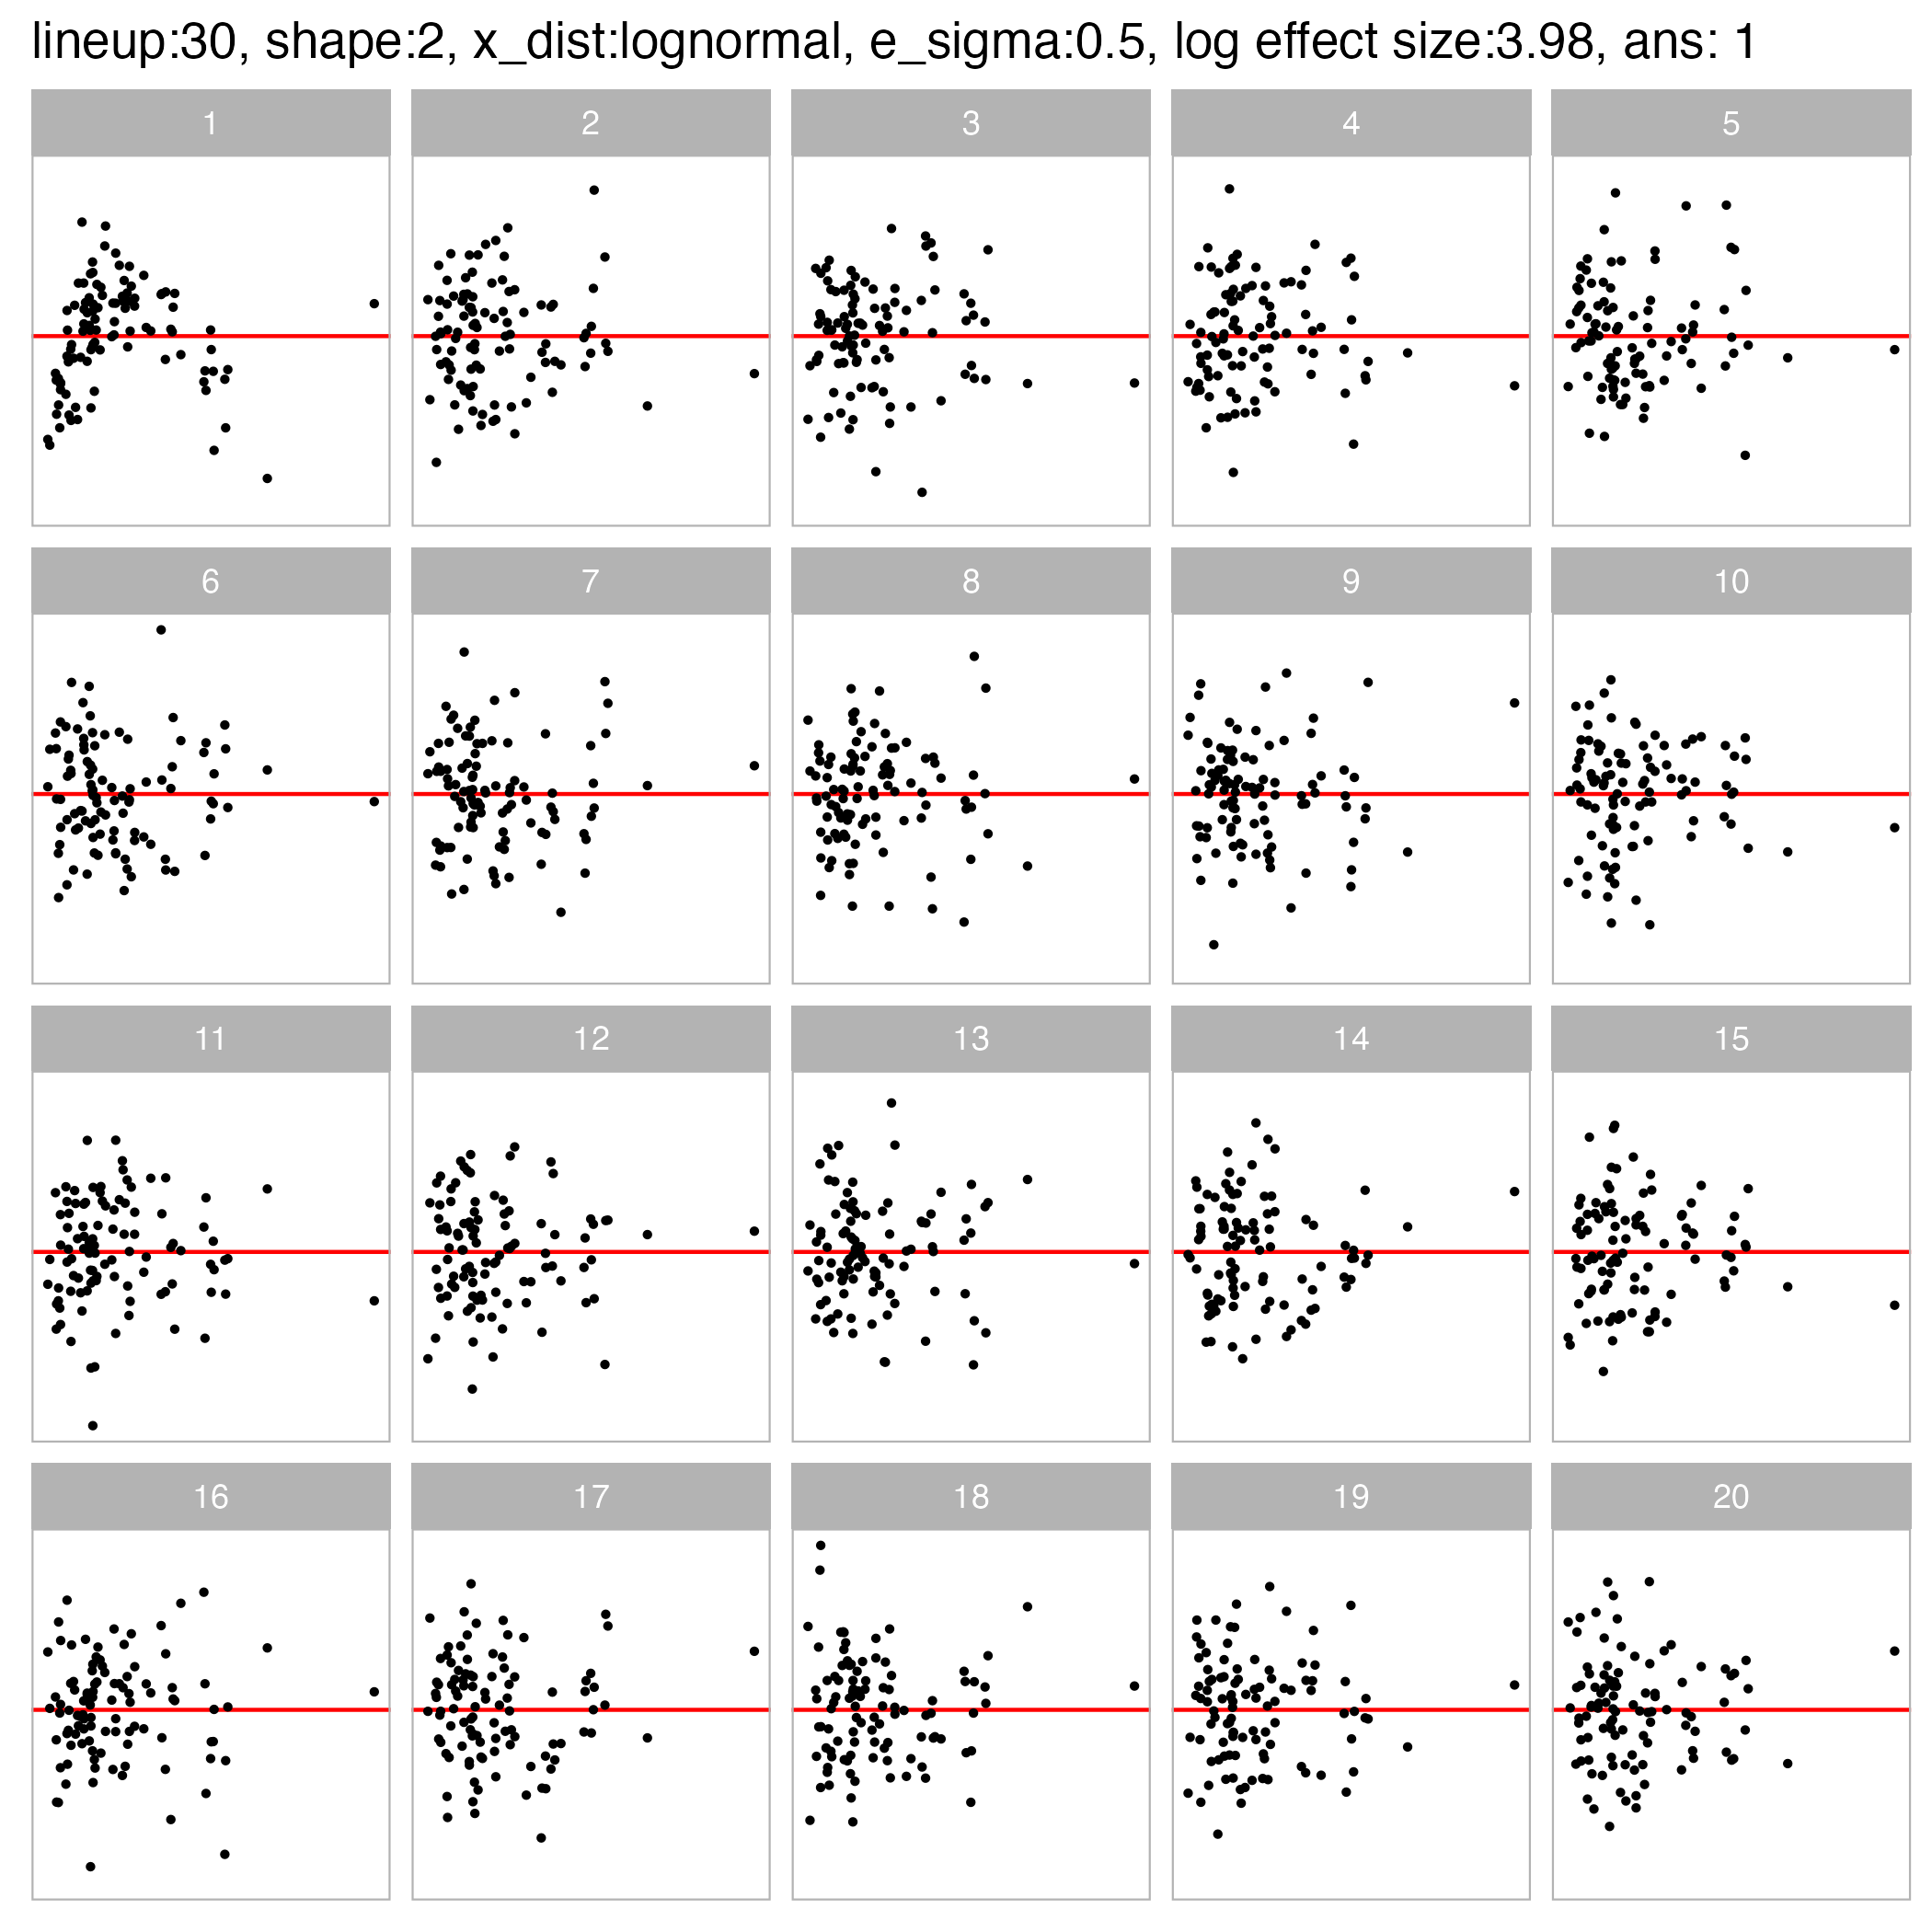 lineup:30, shape:2, x_dist:lognormal, e_sigma:0.5, log effect size:3.98, ans: 1
1 2 3 4 5
6 7 8 9 10
11 12 13 14 15
16 17 18 19 20